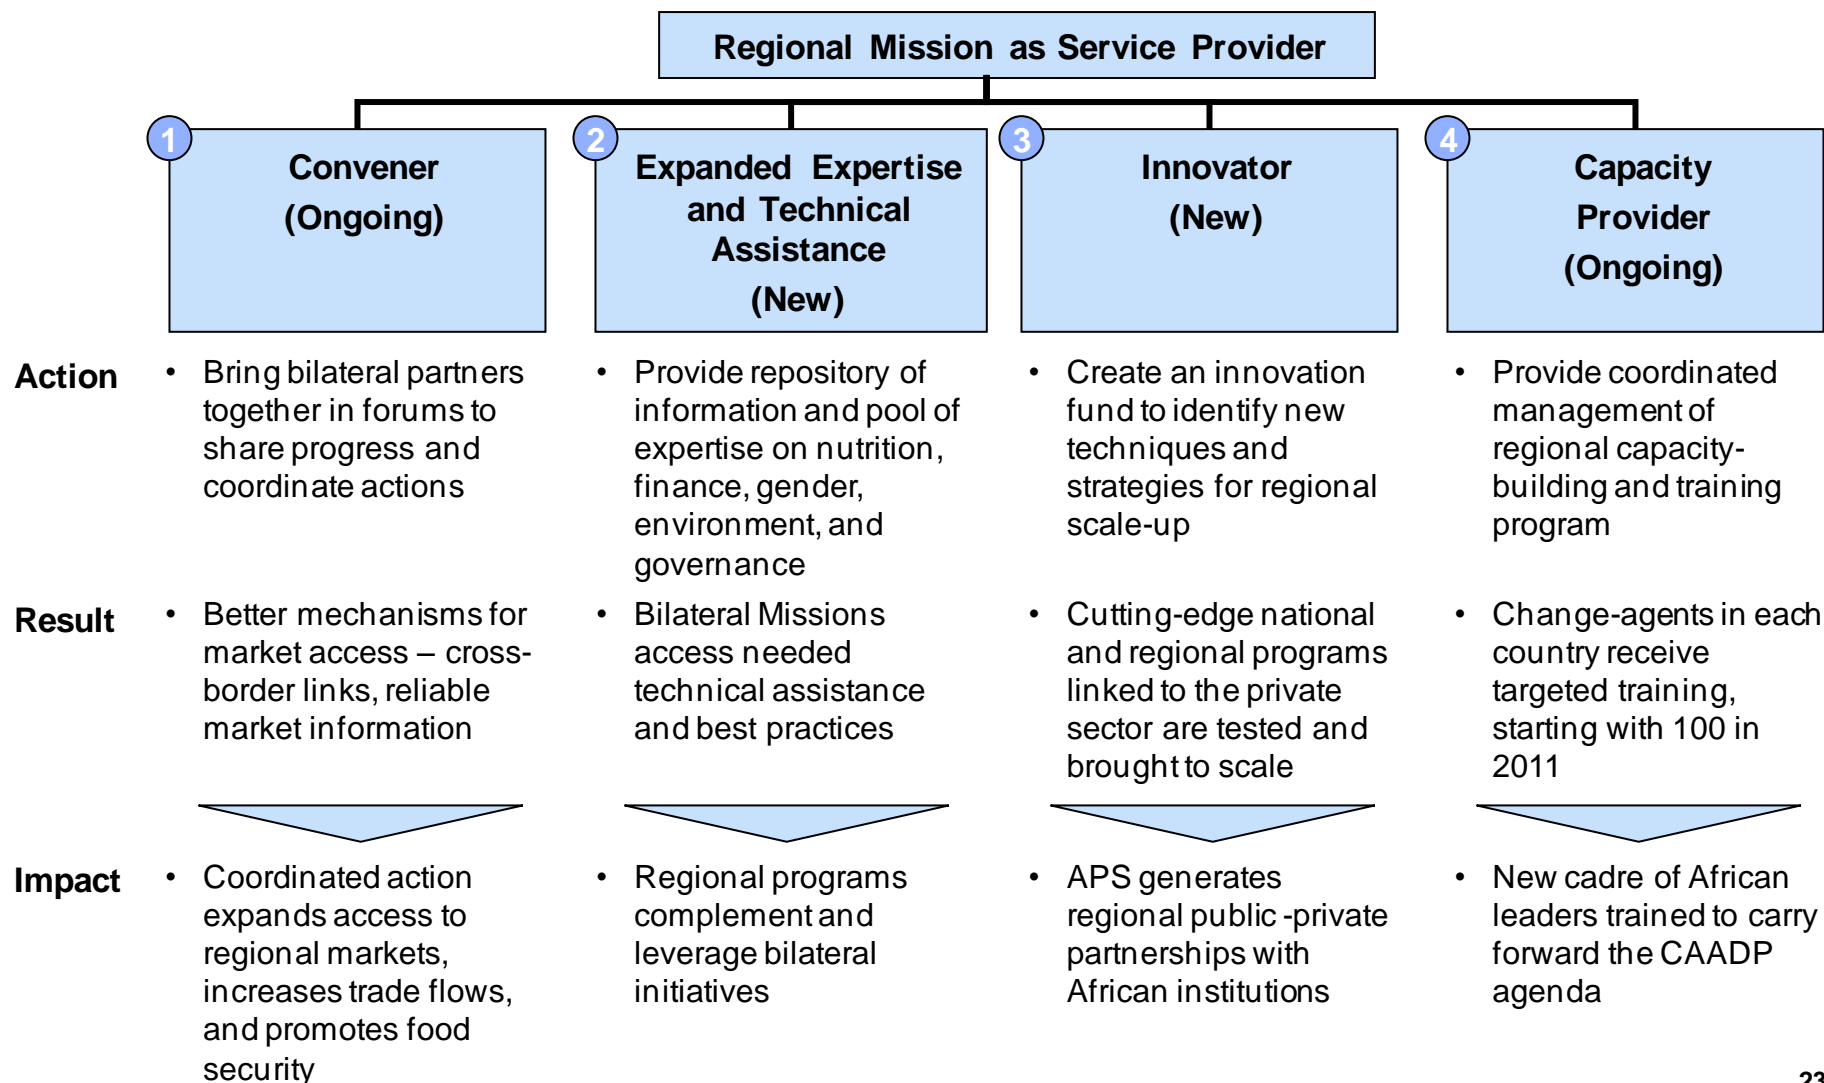 Regional Mission as Service Provider
1
Convener
(Ongoing)
2
Expanded Expertise
and Technical
Assistance
(New)
3
Innovator
(New)
4
Capacity
Provider
(Ongoing)
Action
• Bring bilateral partners
together in forums to
share progress and
coordinate actions
• Provide repository of
information and pool of
expertise on nutrition,
finance, gender,
environment, and
governance
• Create an innovation
fund to identify new
techniques and
strategies for regional
scale-up
• Provide coordinated
management of
regional capacity-
building and training
program
Result
• Better mechanisms for
market access – cross-
border links, reliable
market information
• Bilateral Missions
access needed
technical assistance
and best practices
• Cutting-edge national
and regional programs
linked to the private
sector are tested and
brought to scale
• Change-agents in each
country receive
targeted training,
starting with 100 in
2011
Impact
• Coordinated action
expands access to
regional markets,
increases trade flows,
and promotes food
security
• Regional programs
complement and
leverage bilateral
initiatives
• APS generates
regional public -private
partnerships with
African institutions
• New cadre of African
leaders trained to carry
forward the CAADP
agenda
23